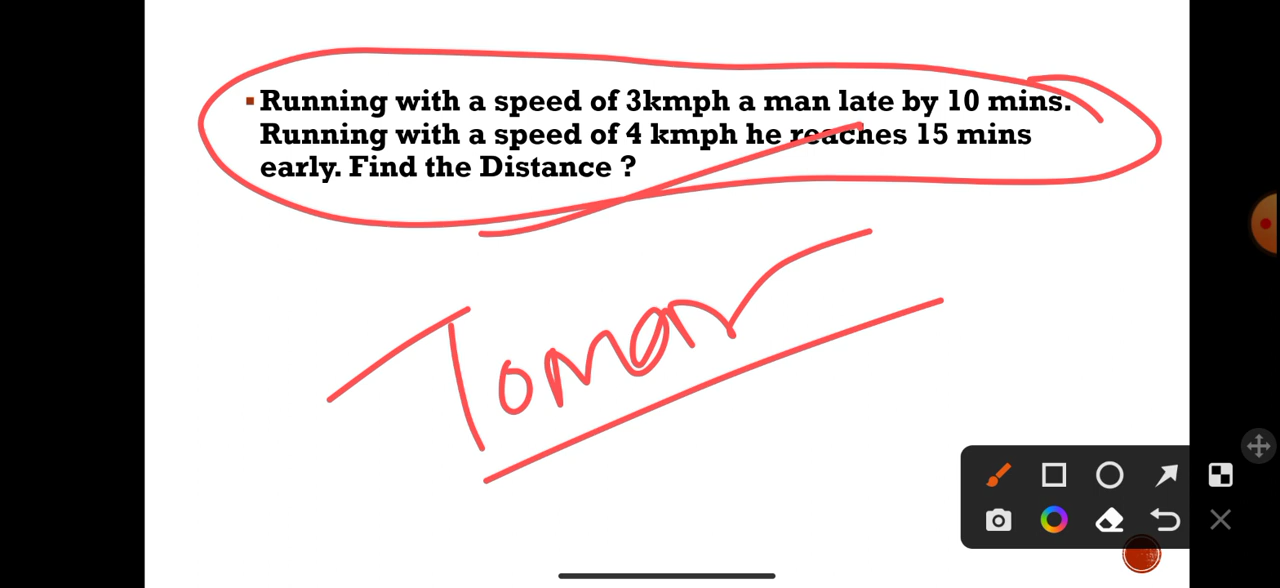 Running with a speed of 3kmph a man late by 10 mins.
Running with a speed of 4 kmph he reaches 15 mins
early. Find the Distance ?
Tomar